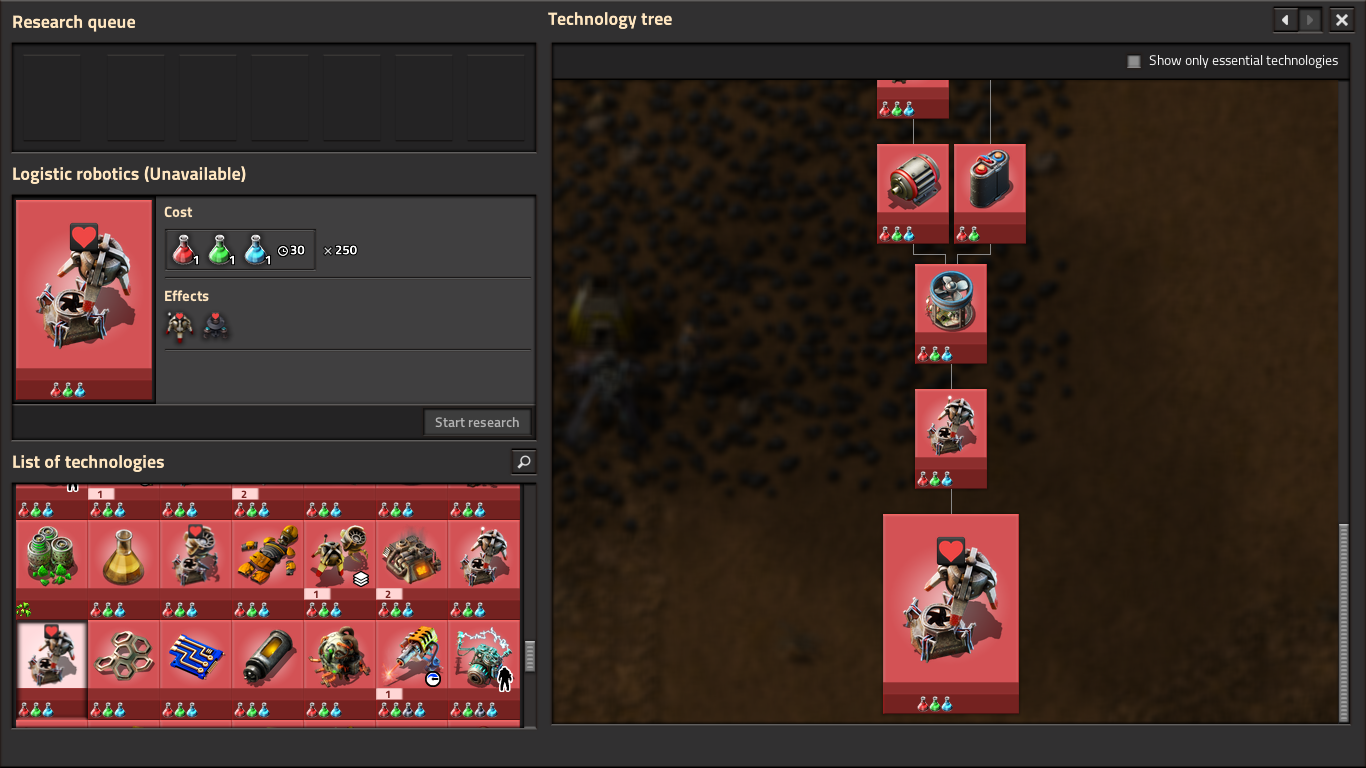 Research queue
Technology tree
Show only essential technologies
Logistic robotics (Unavailable)
Cost
1
1
1
30
× 250
Effects
Start research
List of technologies
1
2
1
2
1